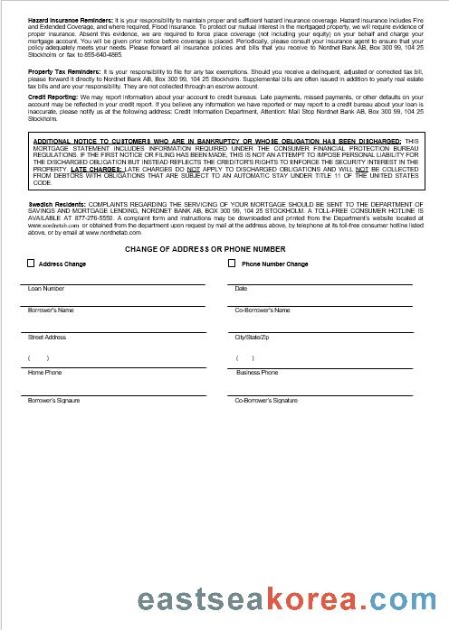 Hazard Insurance Reminders: It is your responsibility to maintain proper and sufficient hazard insurance coverage. Hazard insurance includes Fire
and Extended Coverage, and where required, Flood insurance. To protect our mutual interest in the mortgaged property, we will require evidence of
proper insurance. Absent this evidence, we are required to force place coverage (not including your equity) on your behalf and charge your
mortgage account. You will be given prior notice before coverage is placed. Periodically, please consult your insurance agent to ensure that your
policy adequately meets your needs. Please forward all insurance policies and bills that you receive to Nordnet Bank AB, Box 300 99, 104 25
Stockholm. or fax to 855-640-4865.
Property Tax Reminders: It is your responsibility to file for any tax exemptions. Should you receive a delinquent, adjusted or corrected tax bill,
please forward it directly to Nordnet Bank AB, Box 300 99, 104 25 Stockholm. Supplemental bills are often issued in addition to yearly real estate
tax bills and are your responsibility. They are not collected through an escrow account.
Credit Reporting: We may report information about your account to credit bureaus. Late payments, missed payments, or other defaults on your
account may be reflected in your credit report. If you believe any information we have reported or may report to a credit bureau about your loan is
inaccurate, please notify us at the following address: Credit Information Department, Attention: Mail Stop Nordnet Bank AB, Box 300 99, 104 25
Stockholm.
ADDITIONAL NOTICE TO CUSTOMERS WHO ARE IN BANKRUPTCY OR WHOSE OBLIGATION HAS BEEN DISCHARGED: THIS
MORTGAGE STATEMENT INCLUDES INFORMATION REQUIRED UNDER THE CONSUMER FINANCIAL PROTECTION BUREAU
REGULATIONS. IF THE FIRST NOTICE OR FILING HAS BEEN MADE, THIS IS NOT AN ATTEMPT TO IMPOSE PERSONAL LIABILITY FOR
THE DISCHARGED OBLIGATION BUT INSTEAD REFLECTS THE CREDITOR'S RIGHTS TO ENFORCE THE SECURITY INTEREST IN THE
PROPERTY. LATE CHARGES: LATE CHARGES DO NOT APPLY TO DISCHARGED OBLIGATIONS AND WILL NOT BE COLLECTED
FROM DEBTORS WITH OBLIGATIONS THAT ARE SUBJECT TO AN AUTOMATIC STAY UNDER TITLE 11 OF THE UNITED STATES
CODE.
Swedish Residents: COMPLAINTS REGARDING THE SERVICING OF YOUR MORTGAGE SHOULD BE SENT TO THE DEPARTMENT OF
SAVINGS AND MORTGAGE LENDING, NORDNET BANK AB, BOX 300 99, 104 25 STOCKHOLM. A TOLL-FREE CONSUMER HOTLINE IS
AVAILABLE AT 877-276-5550. A complaint form and instructions may be downloaded and printed from the Department's website located at
or obtained from the department upon request by mail at the address above, by telephone at its toll-free consumer hotline listed
above, or by email at www.nordnetab.com.
CHANGE OF ADDRESS OR PHONE NUMBER
Address Change Phone Number Change
Loan Number Date
Borrower's Name Co-Borrower's Name
Street Address City/State/Zip
( ) ( )
Home Phone Business Phone
Borrower's Signaure Co-Borrower's Signature
eastseakorea.com